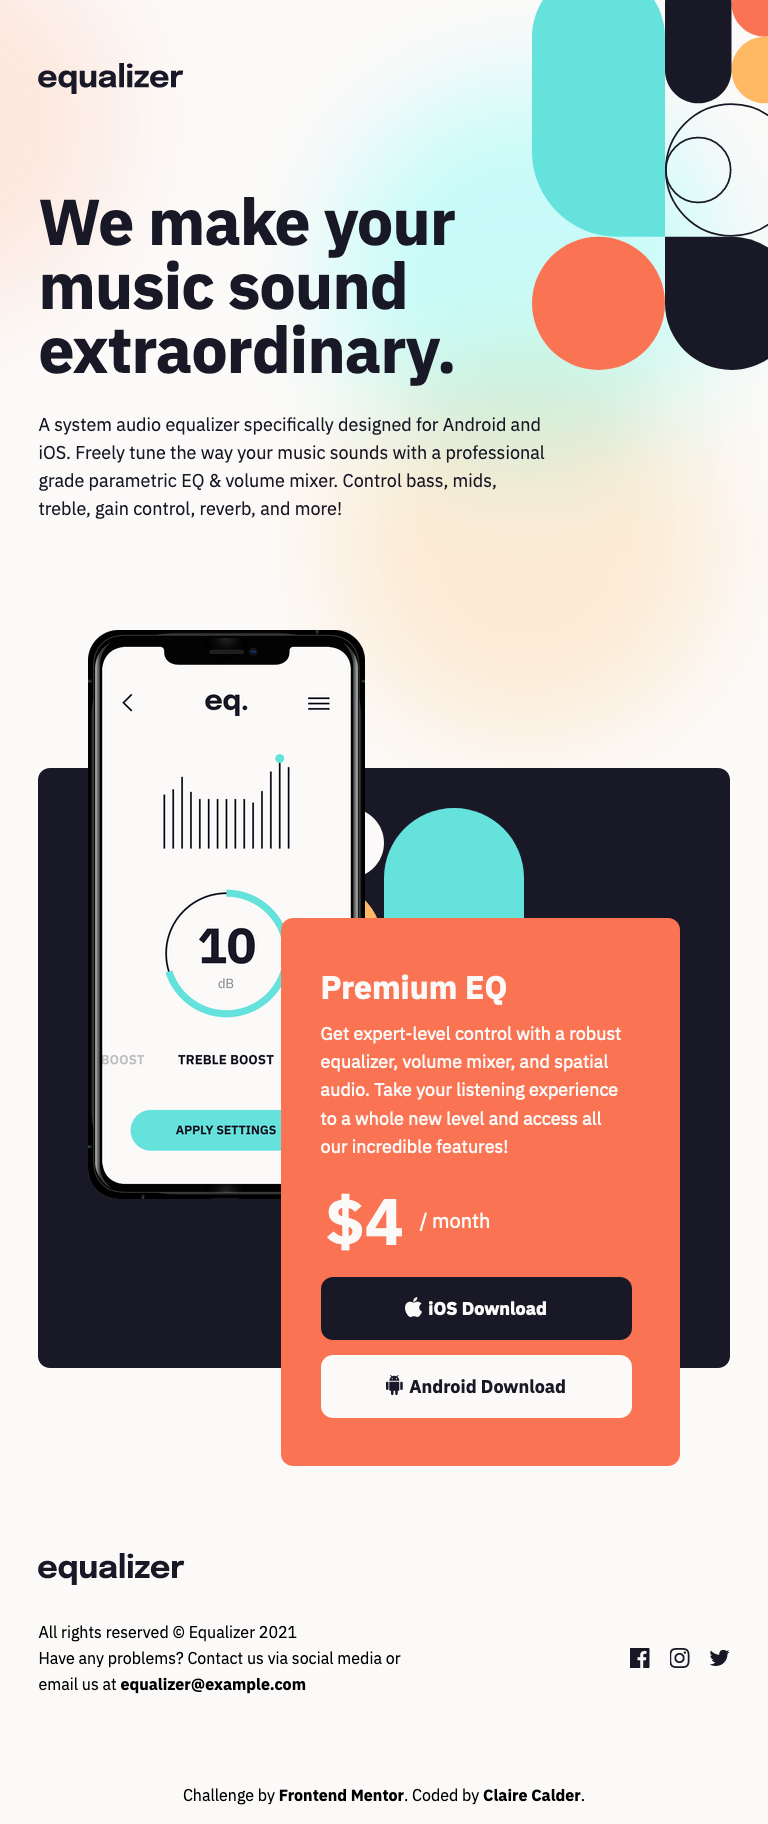 equalizer
We make your
music sound
extraordinary.
A system audio equalizer specifically designed for Android and
iOS. Freely tune the way your music sounds with a professional
grade parametric EQ & volume mixer. Control bass, mids,
treble, gain control, reverb, and more!
eq.
10
dB
BOOST TREBLE BOOST
APPLY SETTINGS
Premium EQ
Get expert-level control with a robust
equalizer, volume mixer, and spatial
audio. Take your listening experience
to a whole new level and access all
our incredible features!
$4 / month
iOS Download
Android Download
equalizer
All rights reserved © Equalizer 2021
Have any problems? Contact us via social media or
email us at equalizer@example.com
Challenge by Frontend Mentor. Coded by Claire Calder.